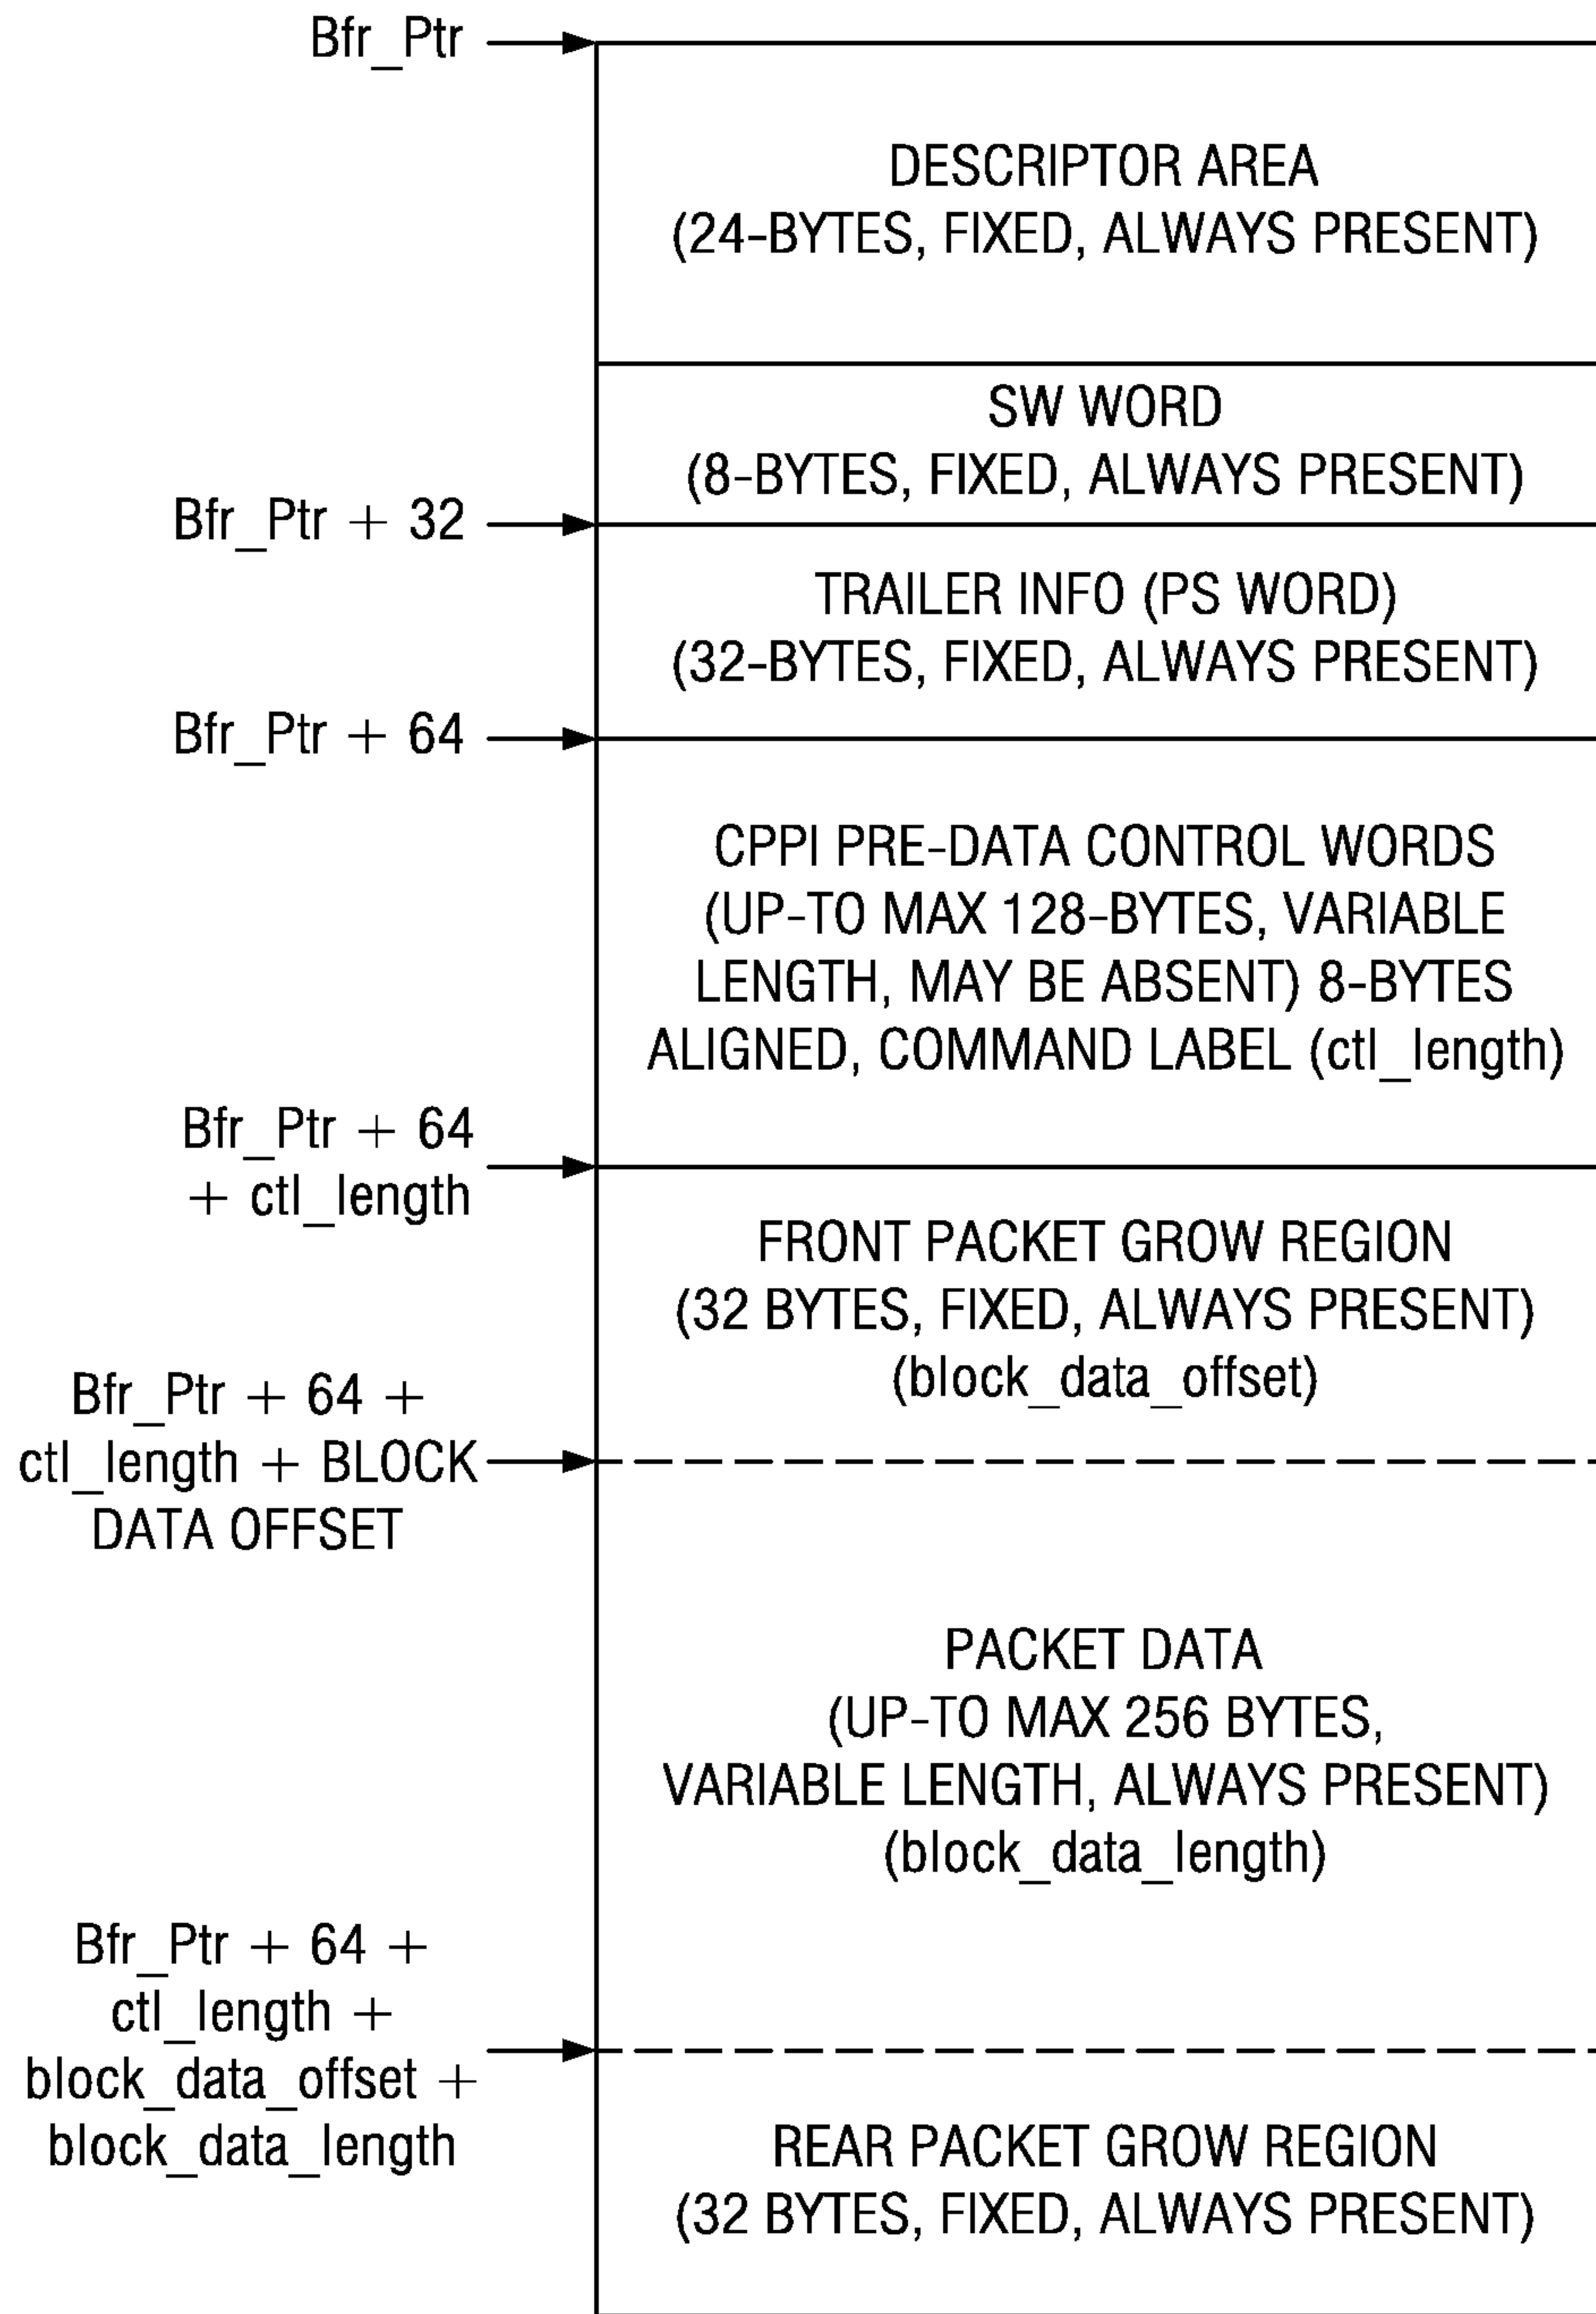 Bfr_Ptr
DESCRIPTOR AREA
(24-BYTES, FIXED, ALWAYS PRESENT)
SW WORD
(8-BYTES, FIXED, ALWAYS PRESENT)
Bfr_Ptr + 32
TRAILER INFO (PS WORD)
(32-BYTES, FIXED, ALWAYS PRESENT)
Bfr_Ptr + 64
CPPI PRE-DATA CONTROL WORDS
(UP-TO MAX 128-BYTES, VARIABLE
LENGTH, MAY BE ABSENT) 8-BYTES
ALIGNED, COMMAND LABEL (ctl_length)
Bfr_Ptr + 64
+ ctl_length
FRONT PACKET GROW REGION
(32 BYTES, FIXED, ALWAYS PRESENT)
(block_data_offset)
Bfr_Ptr + 64 +
ctl_length + BLOCK
DATA OFFSET
PACKET DATA
(UP-TO MAX 256 BYTES,
VARIABLE LENGTH, ALWAYS PRESENT)
(block_data_length)
Bfr_Ptr + 64 +
ctl_length +
block_data_offset +
block_data_length
REAR PACKET GROW REGION
(32 BYTES, FIXED, ALWAYS PRESENT)